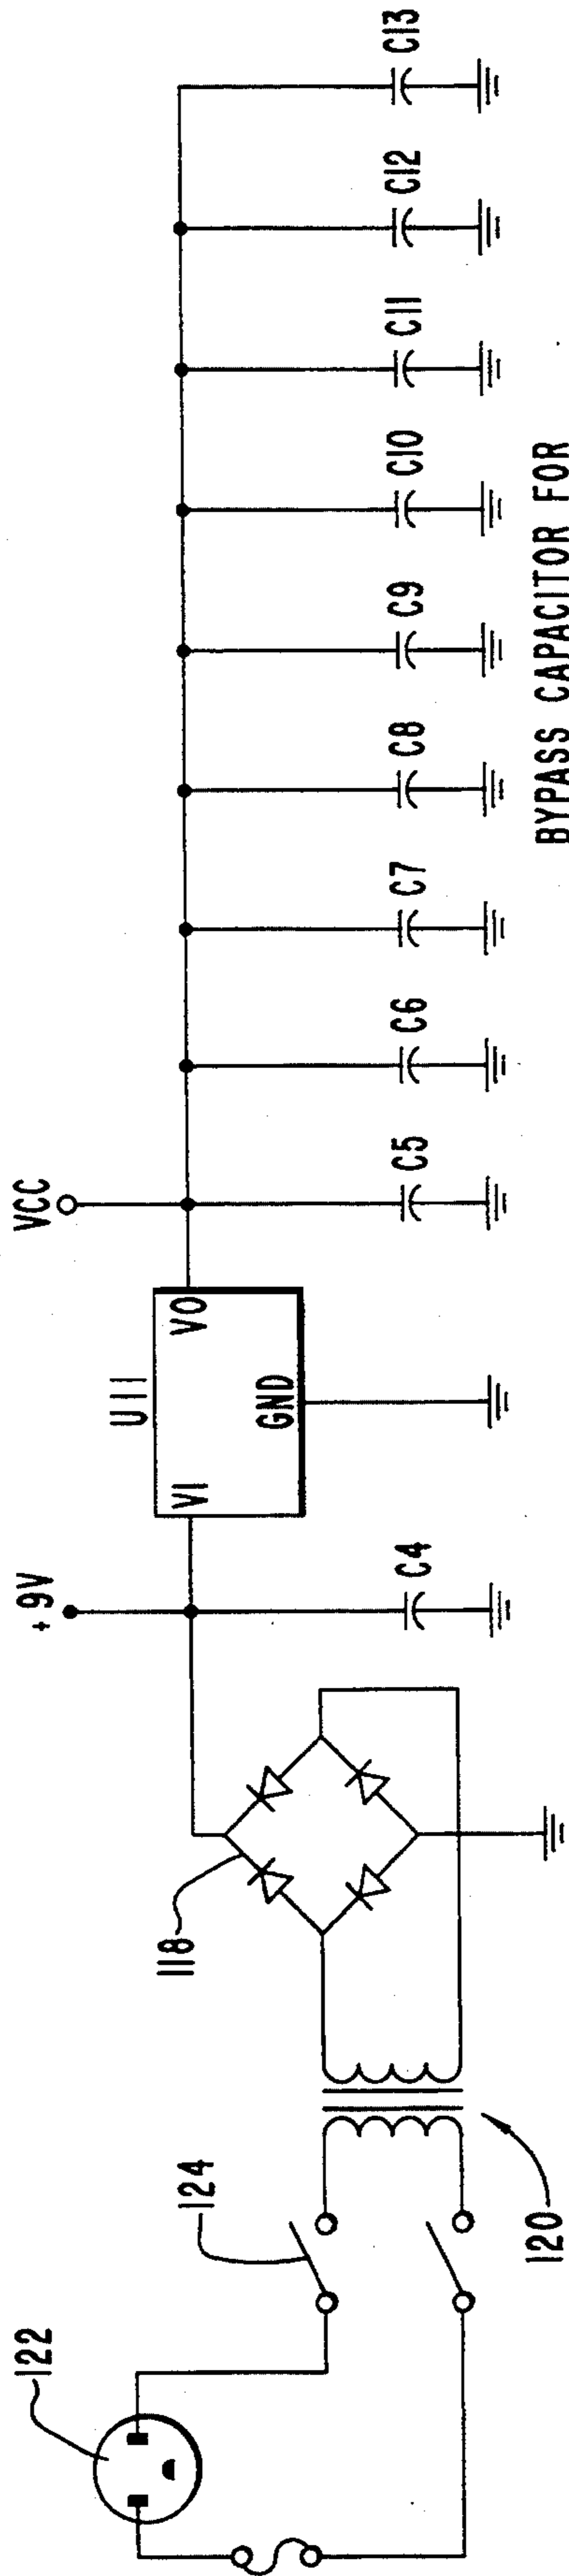 122
124
120
118
+9V
C4
U11
VI
VO
GND
VCC
C5
C6
C7
C8
C9
C10
C11
C12
C13
BYPASS CAPACITOR FOR